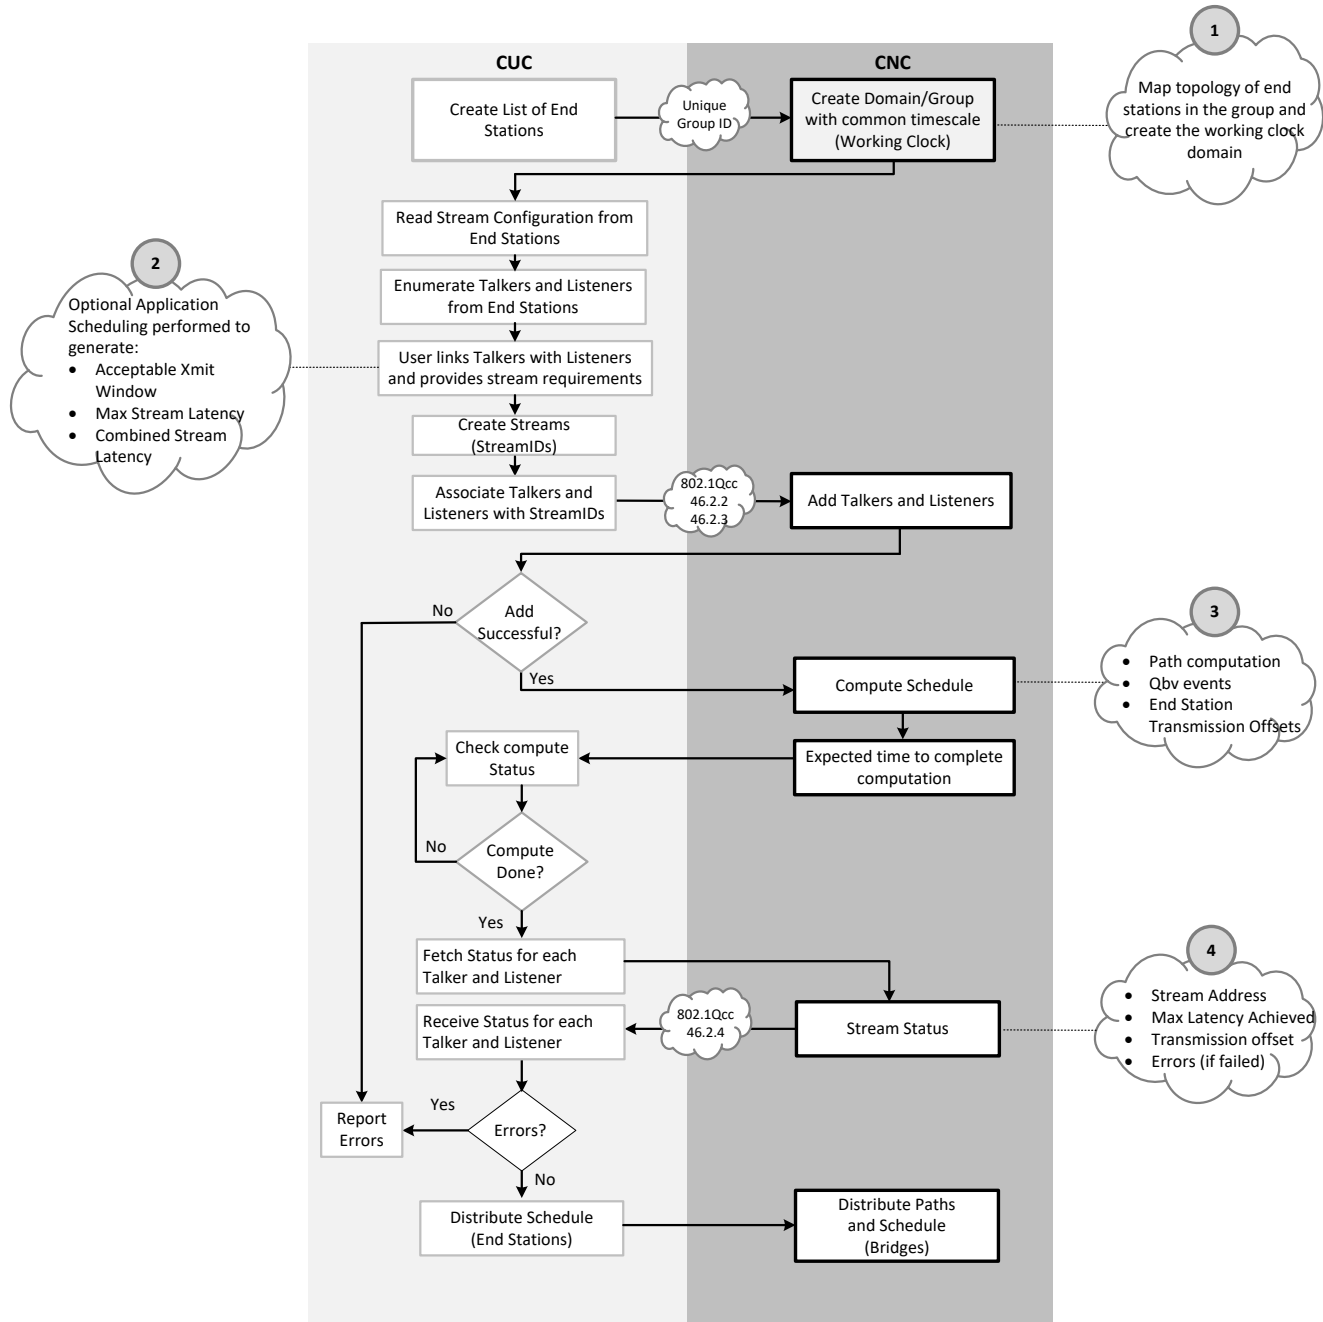 1
CUC
CNC
Create List of End
Stations
Unique
Group ID
Create Domain/Group
with common timescale
(Working Clock)
Map topology of end
stations in the group and
create the working clock
domain
Read Stream Configuration from
End Stations
2
Optional Application
Scheduling performed to
generate:
• Acceptable Xmit
Window
• Max Stream Latency
• Combined Stream
Latency
Enumerate Talkers and Listeners
from End Stations
User links Talkers with Listeners
and provides stream requirements
Create Streams
(StreamIDs)
Associate Talkers and
Listeners with StreamIDs
802.1Qcc
46.2.2
46.2.3
Add Talkers and Listeners
No
Add
Successful?
Yes
Compute Schedule
3
• Path computation
• Qbv events
• End Station
Transmission Offsets
Check compute
Status
Expected time to complete
computation
No
Compute
Done?
Yes
Fetch Status for each
Talker and Listener
Receive Status for each
Talker and Listener
802.1Qcc
46.2.4
Stream Status
4
• Stream Address
• Max Latency Achieved
• Transmission offset
• Errors (if failed)
Yes
Report
Errors
Errors?
No
Distribute Schedule
(End Stations)
Distribute Paths
and Schedule
(Bridges)